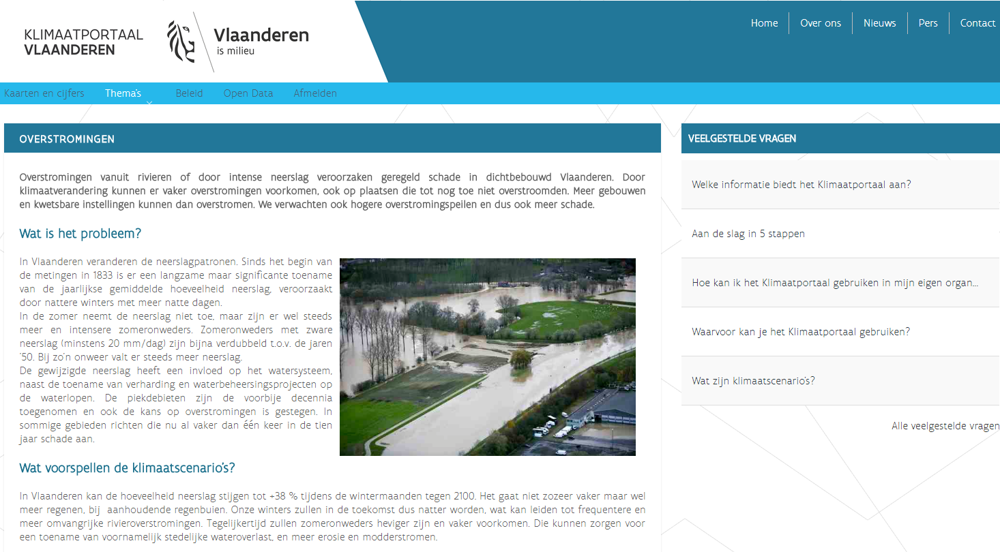 KLIMAATPORTAAL
VLAANDEREN
Vlaanderen
is milieu
Home
Over ons
Nieuws
Pers
Contact
Kaarten en cijfers
Thema's
Beleid
Open Data
Afmelden
OVERSTROMINGEN
Overstromingen vanuit rivieren of door intense neerslag veroorzaken geregeld schade in dichtbebouwd Vlaanderen. Door
klimaatverandering kunnen er vaker overstromingen voorkomen, ook op plaatsen die tot nog toe niet overstroomden. Meer gebouwen
en kwetsbare instellingen kunnen dan overstromen. We verwachten ook hogere overstromingspeilen en dus ook meer schade.
Wat is het probleem?
In Vlaanderen veranderen de neerslagpatronen. Sinds het begin van
de metingen in 1833 is er een langzame maar significante toename
van de jaarlijkse gemiddelde hoeveelheid neerslag, veroorzaakt
door nattere winters met meer natte dagen.
In de zomer neemt de neerslag niet toe, maar zijn er wel steeds
meer en intensere zomeronweders. Zomeronweders met zware
neerslag (minstens 20 mm/dag) zijn bijna verdubbeld t.o.v. de jaren
'50. Bij zo'n onweer valt er steeds meer neerslag.
De gewijzigde neerslag heeft een invloed op het watersysteem,
naast de toename van verharding en waterbeheersingsprojecten op
de waterlopen. De piekdebieten zijn de voorbije decennia
toegenomen en ook de kans op overstromingen is gestegen. In
sommige gebieden richten die nu al vaker dan één keer in de tien
jaar schade aan.
Wat voorspellen de klimaatscenario's?
In Vlaanderen kan de hoeveelheid neerslag stijgen tot +38 % tijdens de wintermaanden tegen 2100. Het gaat niet zozeer vaker maar wel
meer regenen, bij aanhoudende regenbuien. Onze winters zullen in de toekomst dus natter worden, wat kan leiden tot frequentere en
meer omvangrijke rivieroverstromingen. Tegelijkertijd zullen zomeronweders heviger zijn en vaker voorkomen. Die kunnen zorgen voor
een toename van voornamelijk stedelijke wateroverlast, en meer erosie en modderstromen.
VEELGESTELDE VRAGEN
Welke informatie biedt het Klimaatportaal aan?
Aan de slag in 5 stappen
Hoe kan ik het Klimaatportaal gebruiken in mijn eigen organ...
Waarvoor kan je het Klimaatportaal gebruiken?
Wat zijn klimaatscenario's?
Alle veelgestelde vragen